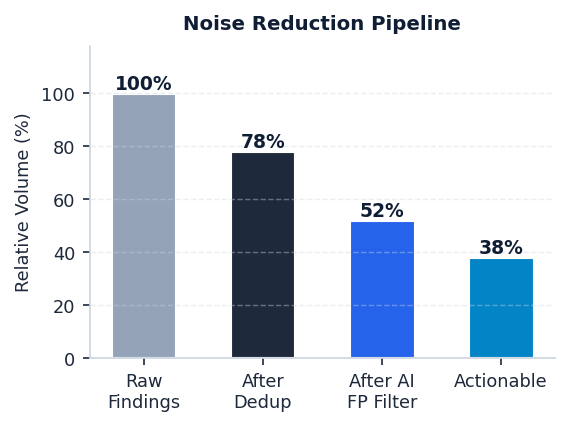 Noise Reduction Pipeline
Relative Volume (%)
100
80
60
40
20
0
100%
78%
52%
38%
Raw
Findings
After
Dedup
After AI
FP Filter
Actionable